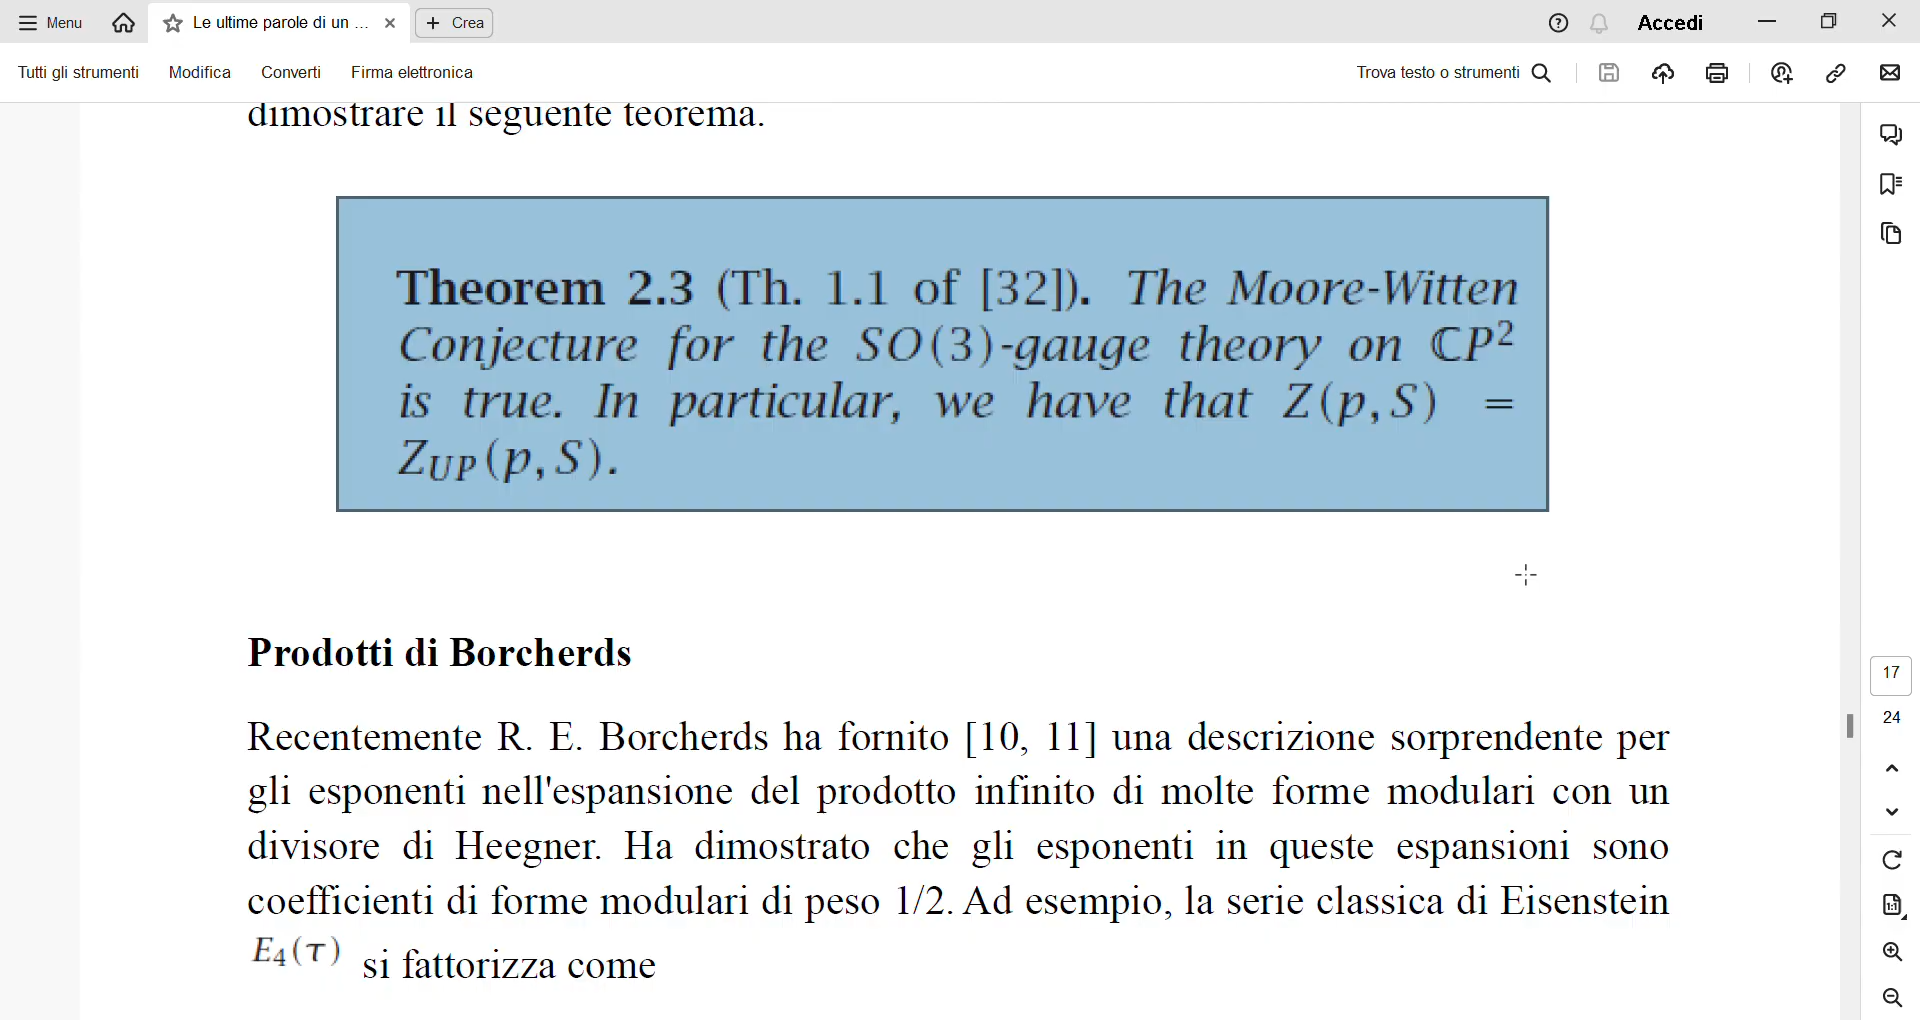 Menu
Le ultime parole di un ...
Crea
Accedi
Tutti gli strumenti
Modifica
Converti
Firma elettronica
Trova testo o strumenti
dimostrare il seguente teorema.
Theorem 2.3 (Th. 1.1 of [32]). The Moore-Witten
Conjecture for the SO(3)-gauge theory on ℂP²
is true. In particular, we have that Z(p, S) =
Z_UP(p, S).
Prodotti di Borcherds
Recentemente R. E. Borcherds ha fornito [10, 11] una descrizione sorprendente per
gli esponenti nell'espansione del prodotto infinito di molte forme modulari con un
divisore di Heegner. Ha dimostrato che gli esponenti in queste espansioni sono
coefficienti di forme modulari di peso 1/2. Ad esempio, la serie classica di Eisenstein
E₄(τ) si fattorizza come
17
24
1:1